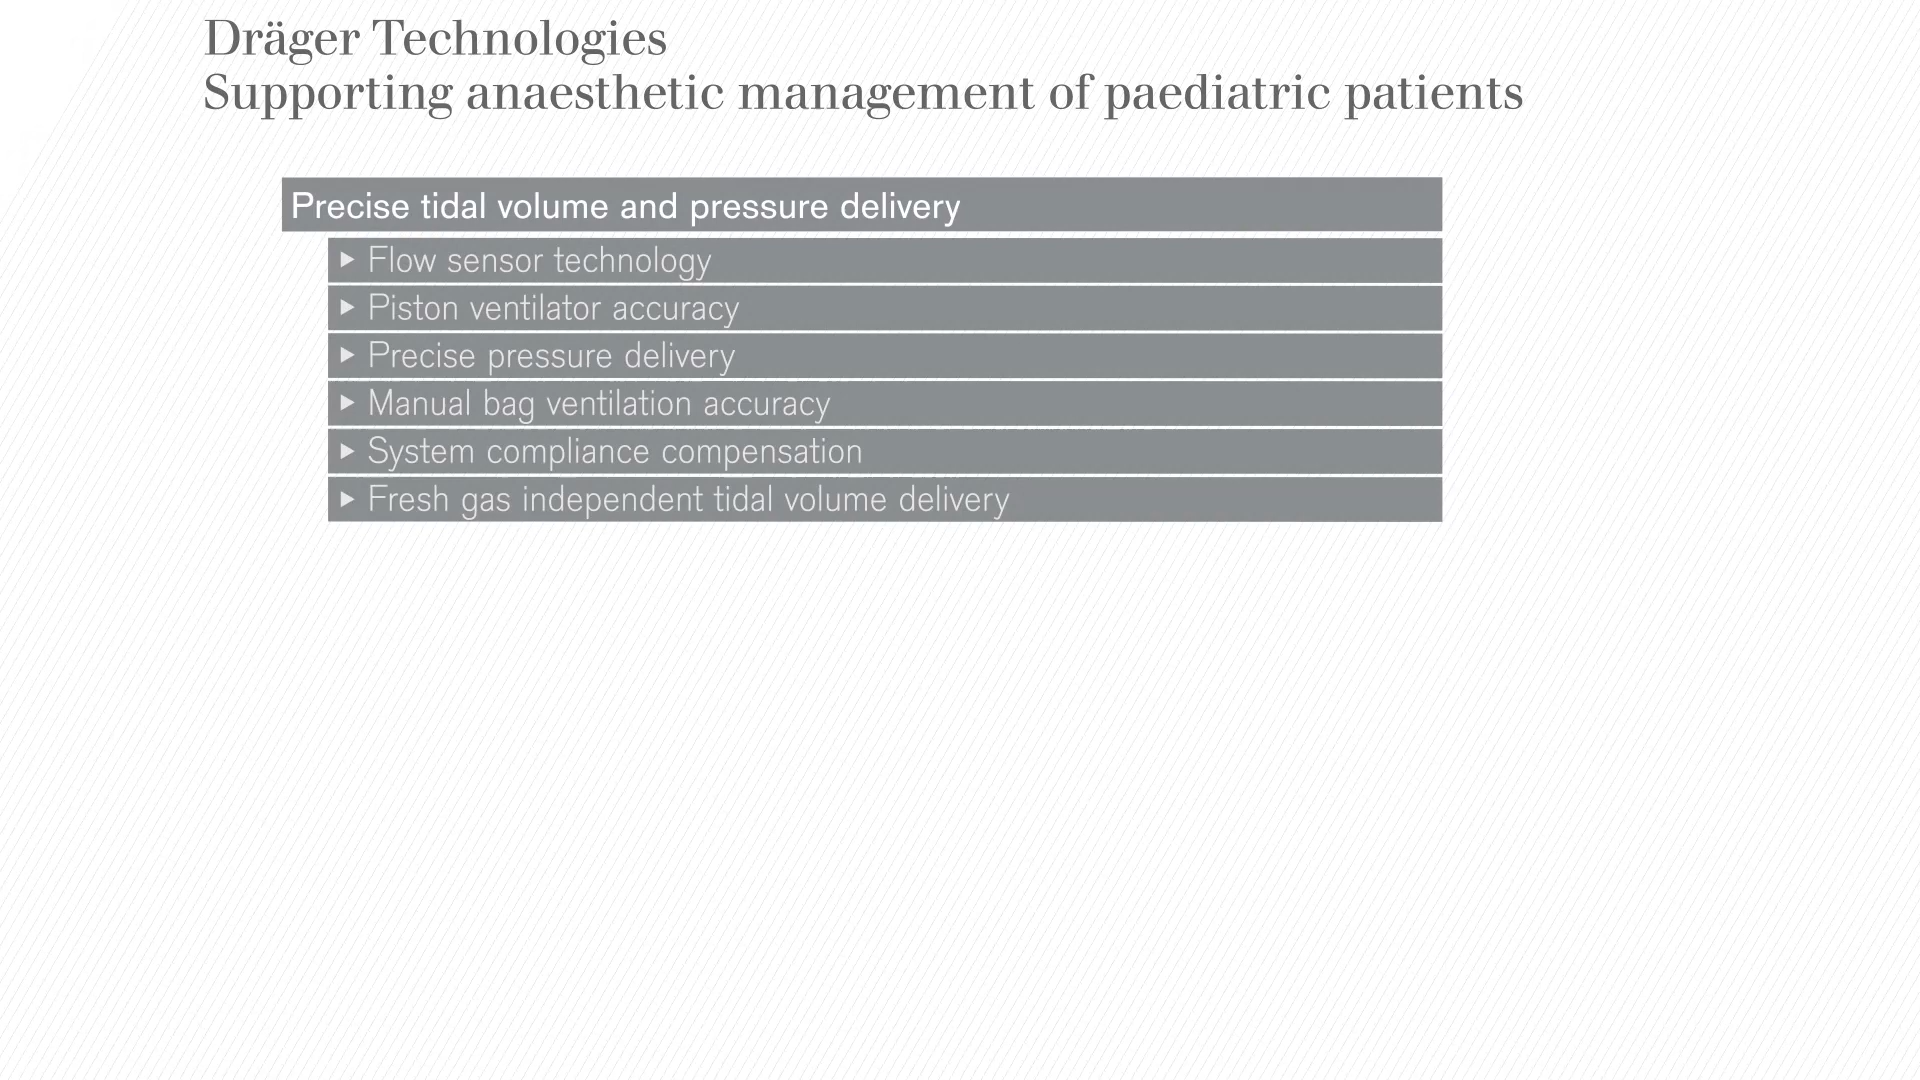 Dräger Technologies
Supporting anaesthetic management of paediatric patients
Precise tidal volume and pressure delivery
Flow sensor technology
Piston ventilator accuracy
Precise pressure delivery
Manual bag ventilation accuracy
System compliance compensation
Fresh gas independent tidal volume delivery